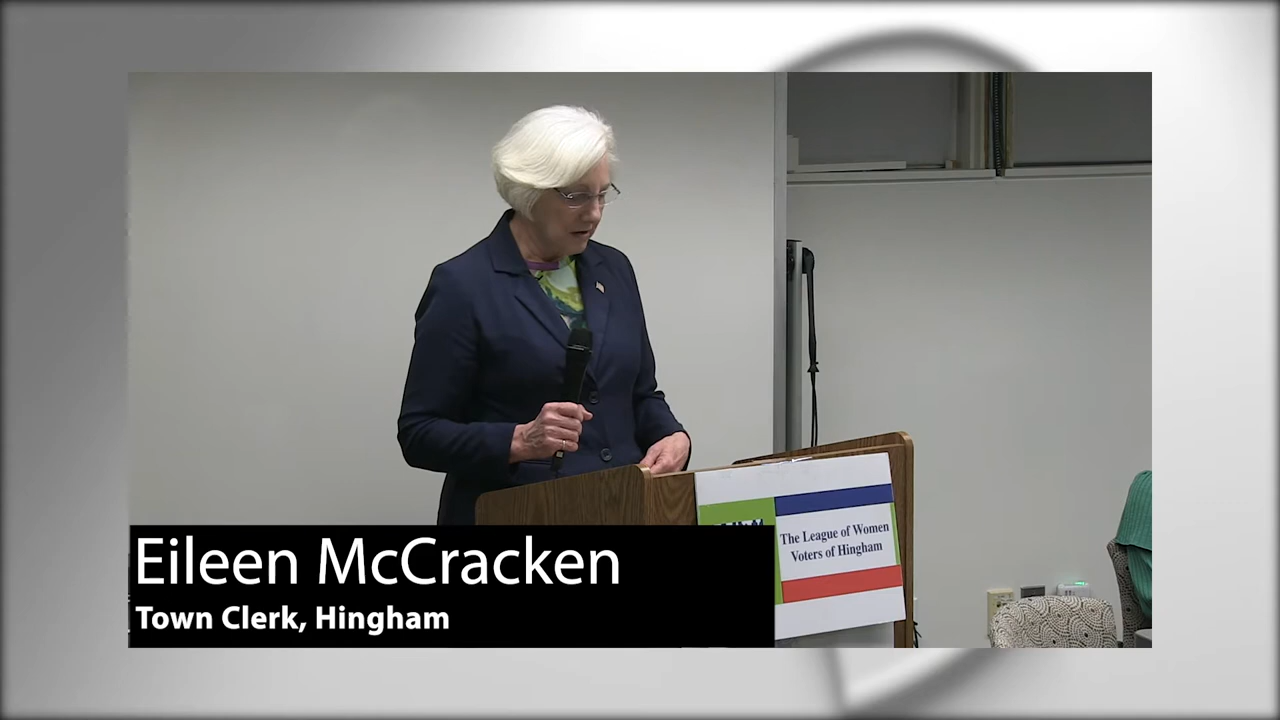 The League of Women
Voters of Hingham
Eileen McCracken
Town Clerk, Hingham